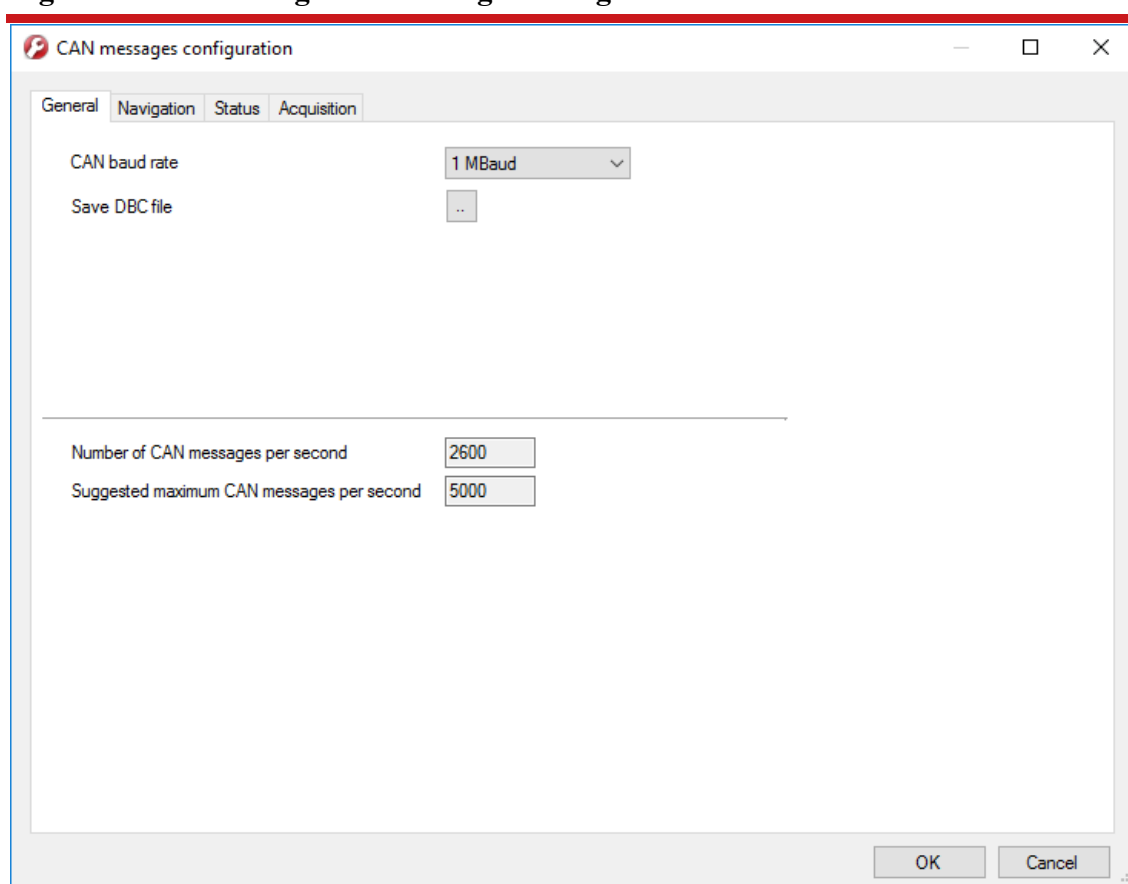 CAN messages configuration
General Navigation Status Acquisition
CAN baud rate 1 MBaud
Save DBC file ..
Number of CAN messages per second 2600
Suggested maximum CAN messages per second 5000
OK Cancel